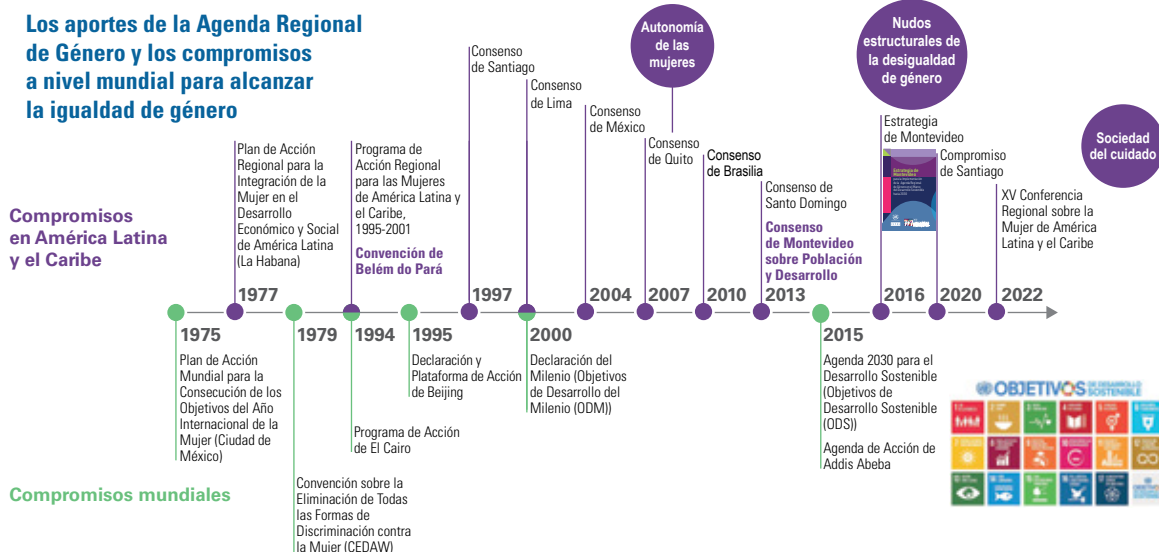 Los aportes de la Agenda Regional
de Género y los compromisos
a nivel mundial para alcanzar
la igualdad de género
Autonomía
de las
mujeres
Nudos
estructurales de
la desigualdad
de género
Sociedad
del cuidado
Compromisos
en América Latina
y el Caribe
Plan de Acción
Regional para la
Integración de la
Mujer en el
Desarrollo
Económico y Social
de América Latina
(La Habana)
Programa de
Acción Regional
para las Mujeres
de América Latina y
el Caribe,
1995-2001
Convención de
Belém do Pará
Consenso
de Santiago
Consenso
de Lima
Consenso
de México
Consenso
de Quito
Consenso
de Brasilia
Consenso de
Santo Domingo
Consenso
de Montevideo
sobre Población
y Desarrollo
Estrategia
de Montevideo
Estrategia de
Montevideo
Compromiso
de Santiago
XV Conferencia
Regional sobre la
Mujer de América
Latina y el Caribe
1977
1997
2004
2007
2010
2013
2016
2020
2022
1975
1979
1994
1995
2000
2015
Plan de Acción
Mundial para la
Consecución de los
Objetivos del Año
Internacional de la
Mujer (Ciudad de
México)
Convención sobre la
Eliminación de Todas
las Formas de
Discriminación contra
la Mujer (CEDAW)
Programa de Acción
de El Cairo
Declaración y
Plataforma de Acción
de Beijing
Declaración del
Milenio (Objetivos
de Desarrollo del
Milenio (ODM))
Agenda 2030 para el
Desarrollo Sostenible
(Objetivos de
Desarrollo Sostenible
(ODS))
Agenda de Acción de
Addis Abeba
Compromisos mundiales
OBJETIVOS DE DESARROLLO
SOSTENIBLE